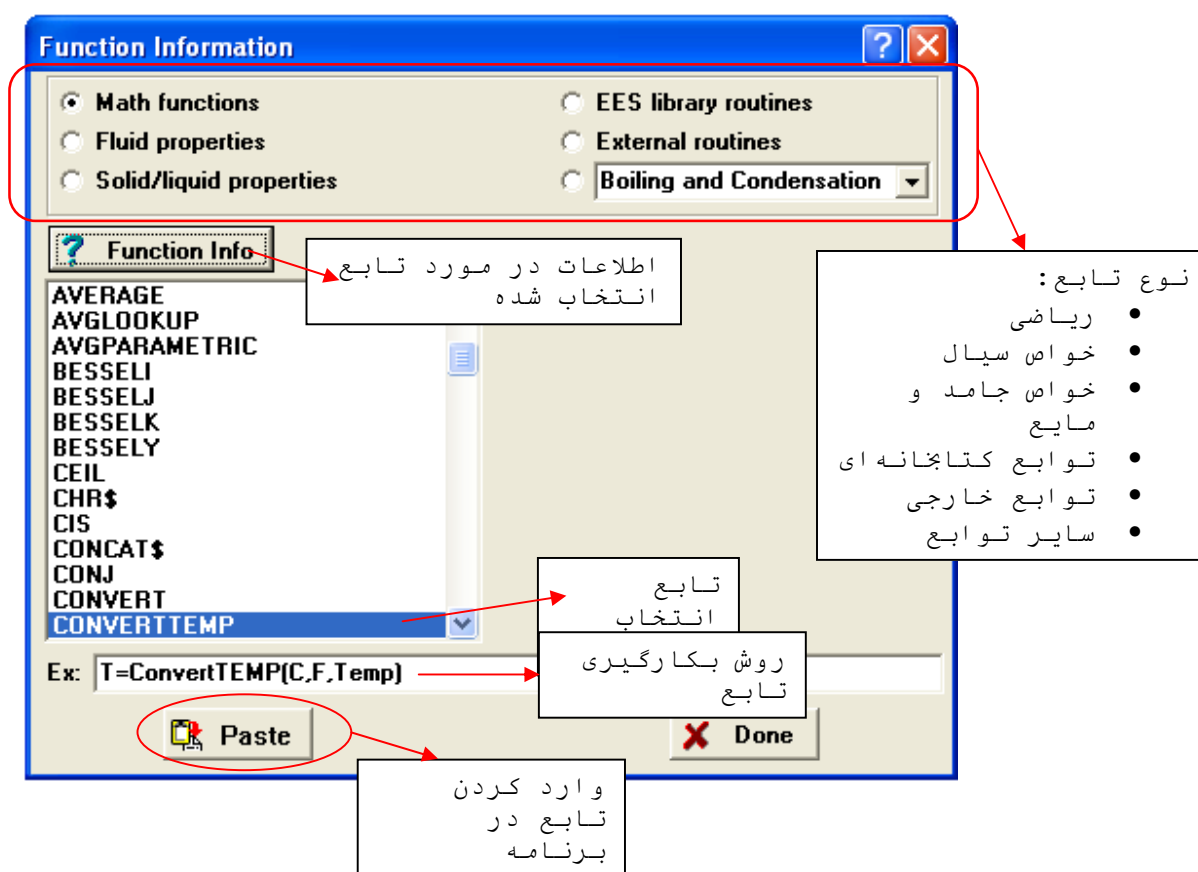 Function Information
Math functions
EES library routines
Fluid properties
External routines
Solid/liquid properties
Boiling and Condensation
Function Info
اطلاعات در مورد تابع
انتخاب شده
نوع تابع:
• ریاضی
• خواص سیال
• خواص جامد و
مایع
• توابع کتابخانه ای
• توابع خارجی
• سایر توابع
AVERAGE
AVGLOOKUP
AVGPARAMETRIC
BESSELI
BESSELJ
BESSELK
BESSELY
CEIL
CHR$
CIS
CONCAT$
CONJ
CONVERT
CONVERTTEMP
تابع
انتخاب
Ex: T=ConvertTEMP(C,F,Temp)
روش بکارگیری
تابع
Paste
Done
وارد کردن
تابع در
برنامه